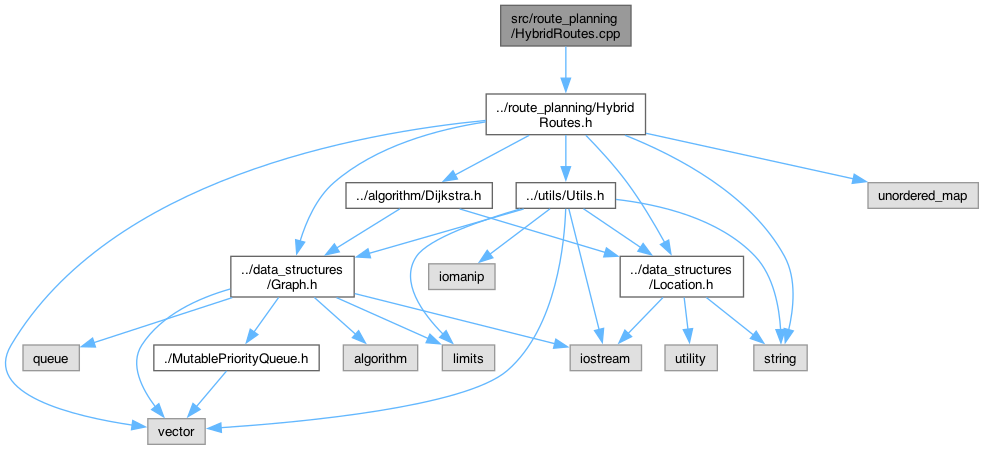 src/route_planning
/HybridRoutes.cpp
../route_planning/Hybrid
Routes.h
../algorithm/Dijkstra.h
../utils/Utils.h
unordered_map
../data_structures
/Graph.h
iomanip
../data_structures
/Location.h
queue
./MutablePriorityQueue.h
algorithm
limits
iostream
utility
string
vector